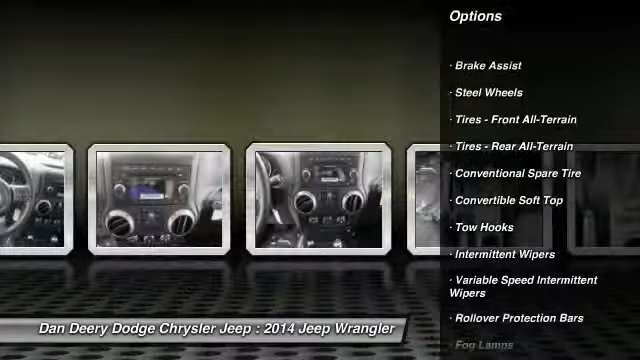 Options
· Brake Assist
· Steel Wheels
· Tires - Front All-Terrain
· Tires - Rear All-Terrain
· Conventional Spare Tire
· Convertible Soft Top
· Tow Hooks
· Intermittent Wipers
· Variable Speed Intermittent
Wipers
· Rollover Protection Bars
· Fog Lamps
Dan Deery Dodge Chrysler Jeep : 2014 Jeep Wrangler